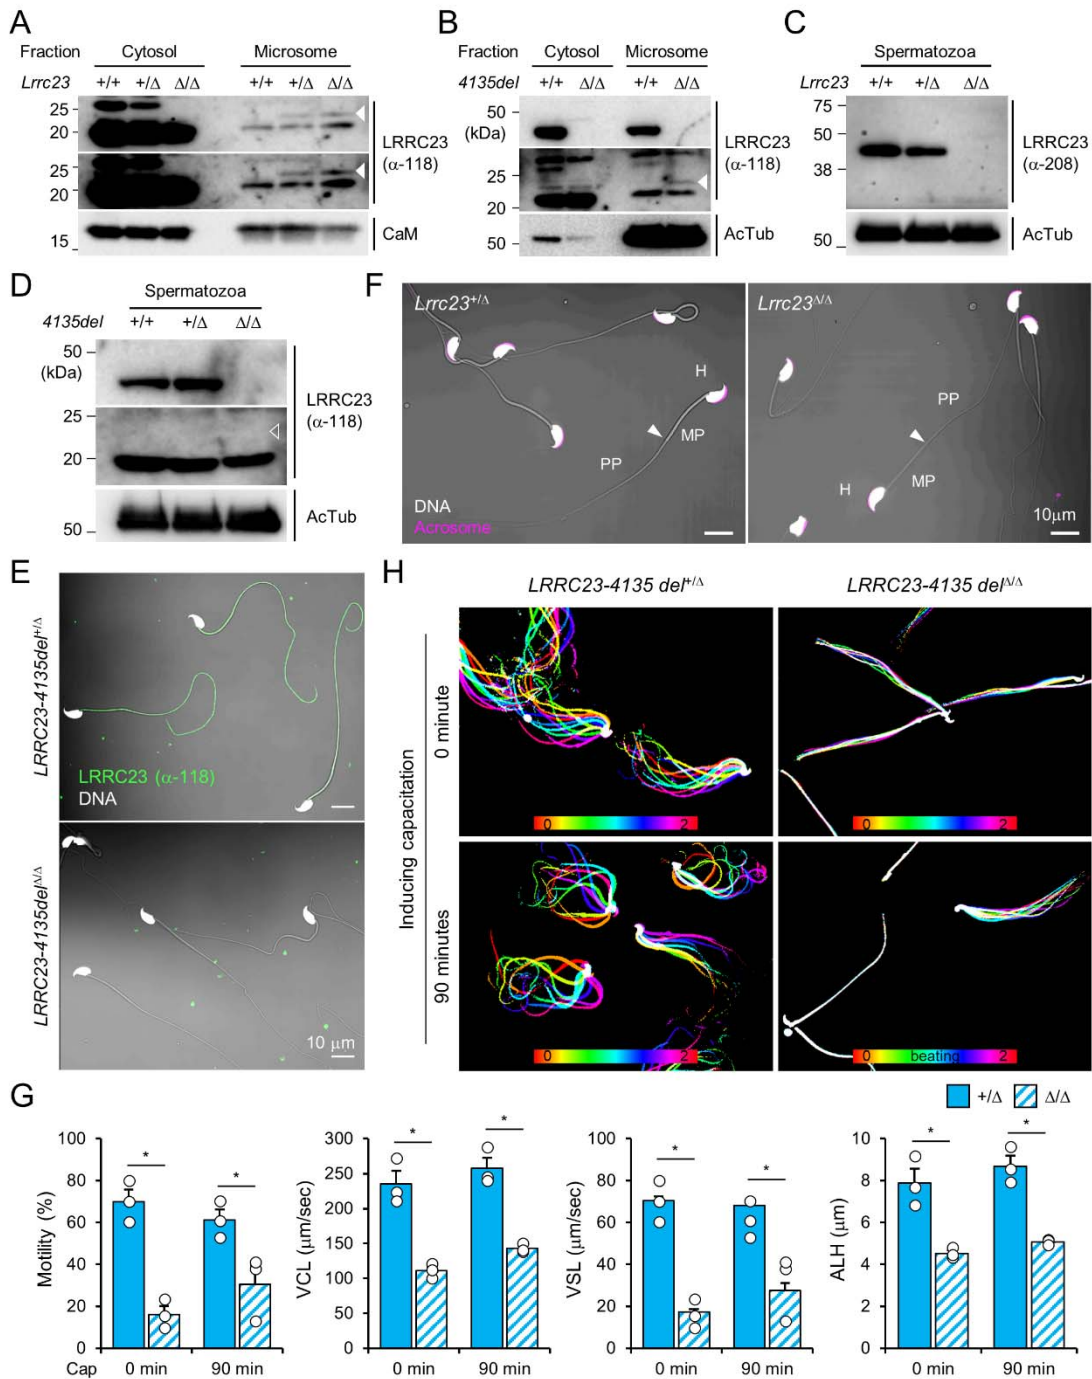 A
Fraction Cytosol Microsome
Lrrc23 +/+ +/Δ Δ/Δ +/+ +/Δ Δ/Δ
25
20
LRRC23
(α-118)
25
20
LRRC23
(α-118)
15
CaM
B
Fraction Cytosol Microsome
4135del +/+ Δ/Δ +/+ Δ/Δ
50
(kDa)
25
20
LRRC23
(α-118)
50
AcTub
C
Spermatozoa
Lrrc23 +/+ +/Δ Δ/Δ
75
50
38
LRRC23
(α-208)
50
AcTub
D
Spermatozoa
4135del +/+ +/Δ Δ/Δ
50
(kDa)
25
20
LRRC23
(α-118)
50
AcTub
F
Lrrc23+/Δ
H
MP
PP
DNA
Acrosome
Lrrc23Δ/Δ
PP
H
MP
10μm
E
LRRC23-4135del+/Δ
LRRC23 (α-118)
DNA
LRRC23-4135delΔ/Δ
10 μm
H
LRRC23-4135 del+/Δ LRRC23-4135 delΔ/Δ
Inducing capacitation
0 minute
0 2
0 2
90 minutes
0 2
0 beating 2
G
+/Δ Δ/Δ
Motility (%)
100
80
60
40
20
0
* *
Cap 0 min 90 min
VCL (μm/sec)
300
250
200
150
100
50
0
* *
0 min 90 min
VSL (μm/sec)
100
80
60
40
20
0
* *
0 min 90 min
ALH (μm)
10
8
6
4
2
0
* *
0 min 90 min